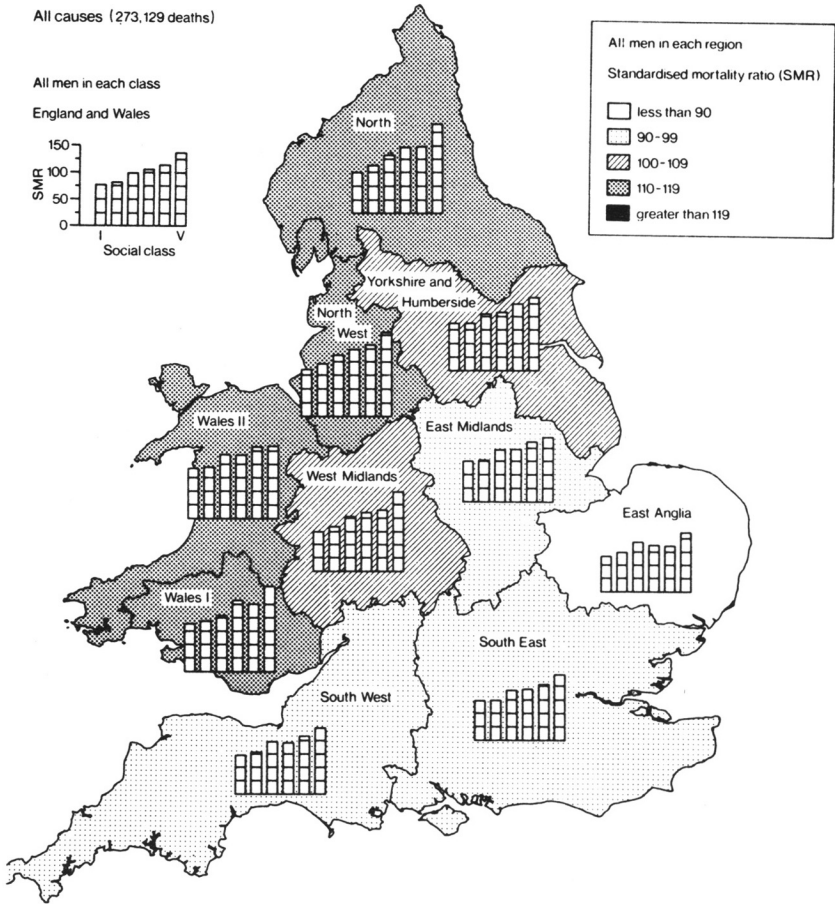 All causes (273,129 deaths)
All men in each class
England and Wales
150
100
50
0
SMR
I
V
Social class
All men in each region
Standardised mortality ratio (SMR)
less than 90
90-99
100-109
110-119
greater than 119
North
Yorkshire and
Humberside
North
West
Wales II
East Midlands
West Midlands
East Anglia
Wales I
South East
South West